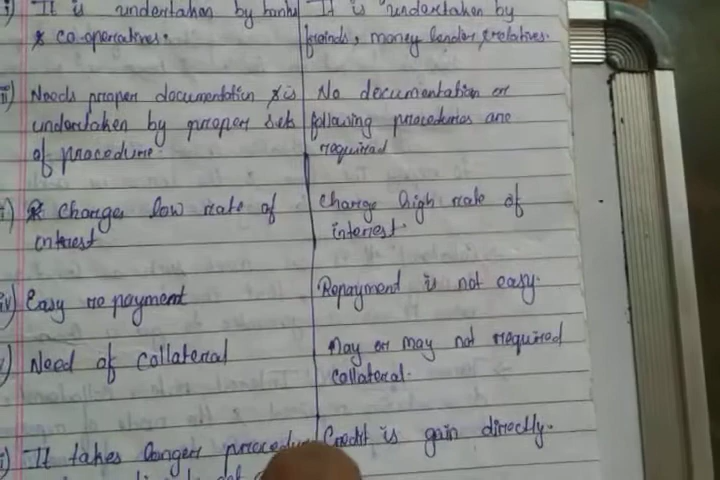 i) It is undertaken by banks It is undertaken by
& co-operatives. frainds, money lender, relatives.
ii) Needs proper documentation & is No documentation or
undertaken by proper sets following procedures are
of procedure. required
charges low rate of Charge high rate of
interest interest.
iv) Easy repayment Repayment is not easy.
v) Need of collateral May or may not required
collateral.
It takes longer procedure Credit is gain directly.